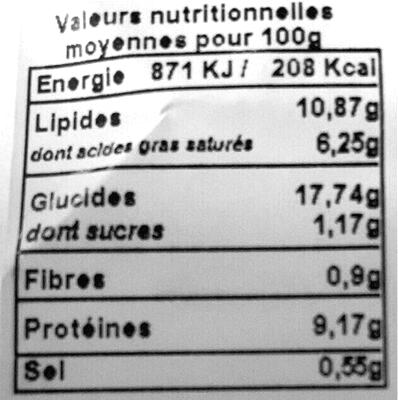 Valeurs nutritionnelles
moyennes pour 100g
Energie 871 KJ / 208 Kcal
Lipides 10,87g
dont acides gras saturés 6,25g
Glucides 17,74g
dont sucres 1,17g
Fibres 0,9g
Protéines 9,17g
Sel 0,55g